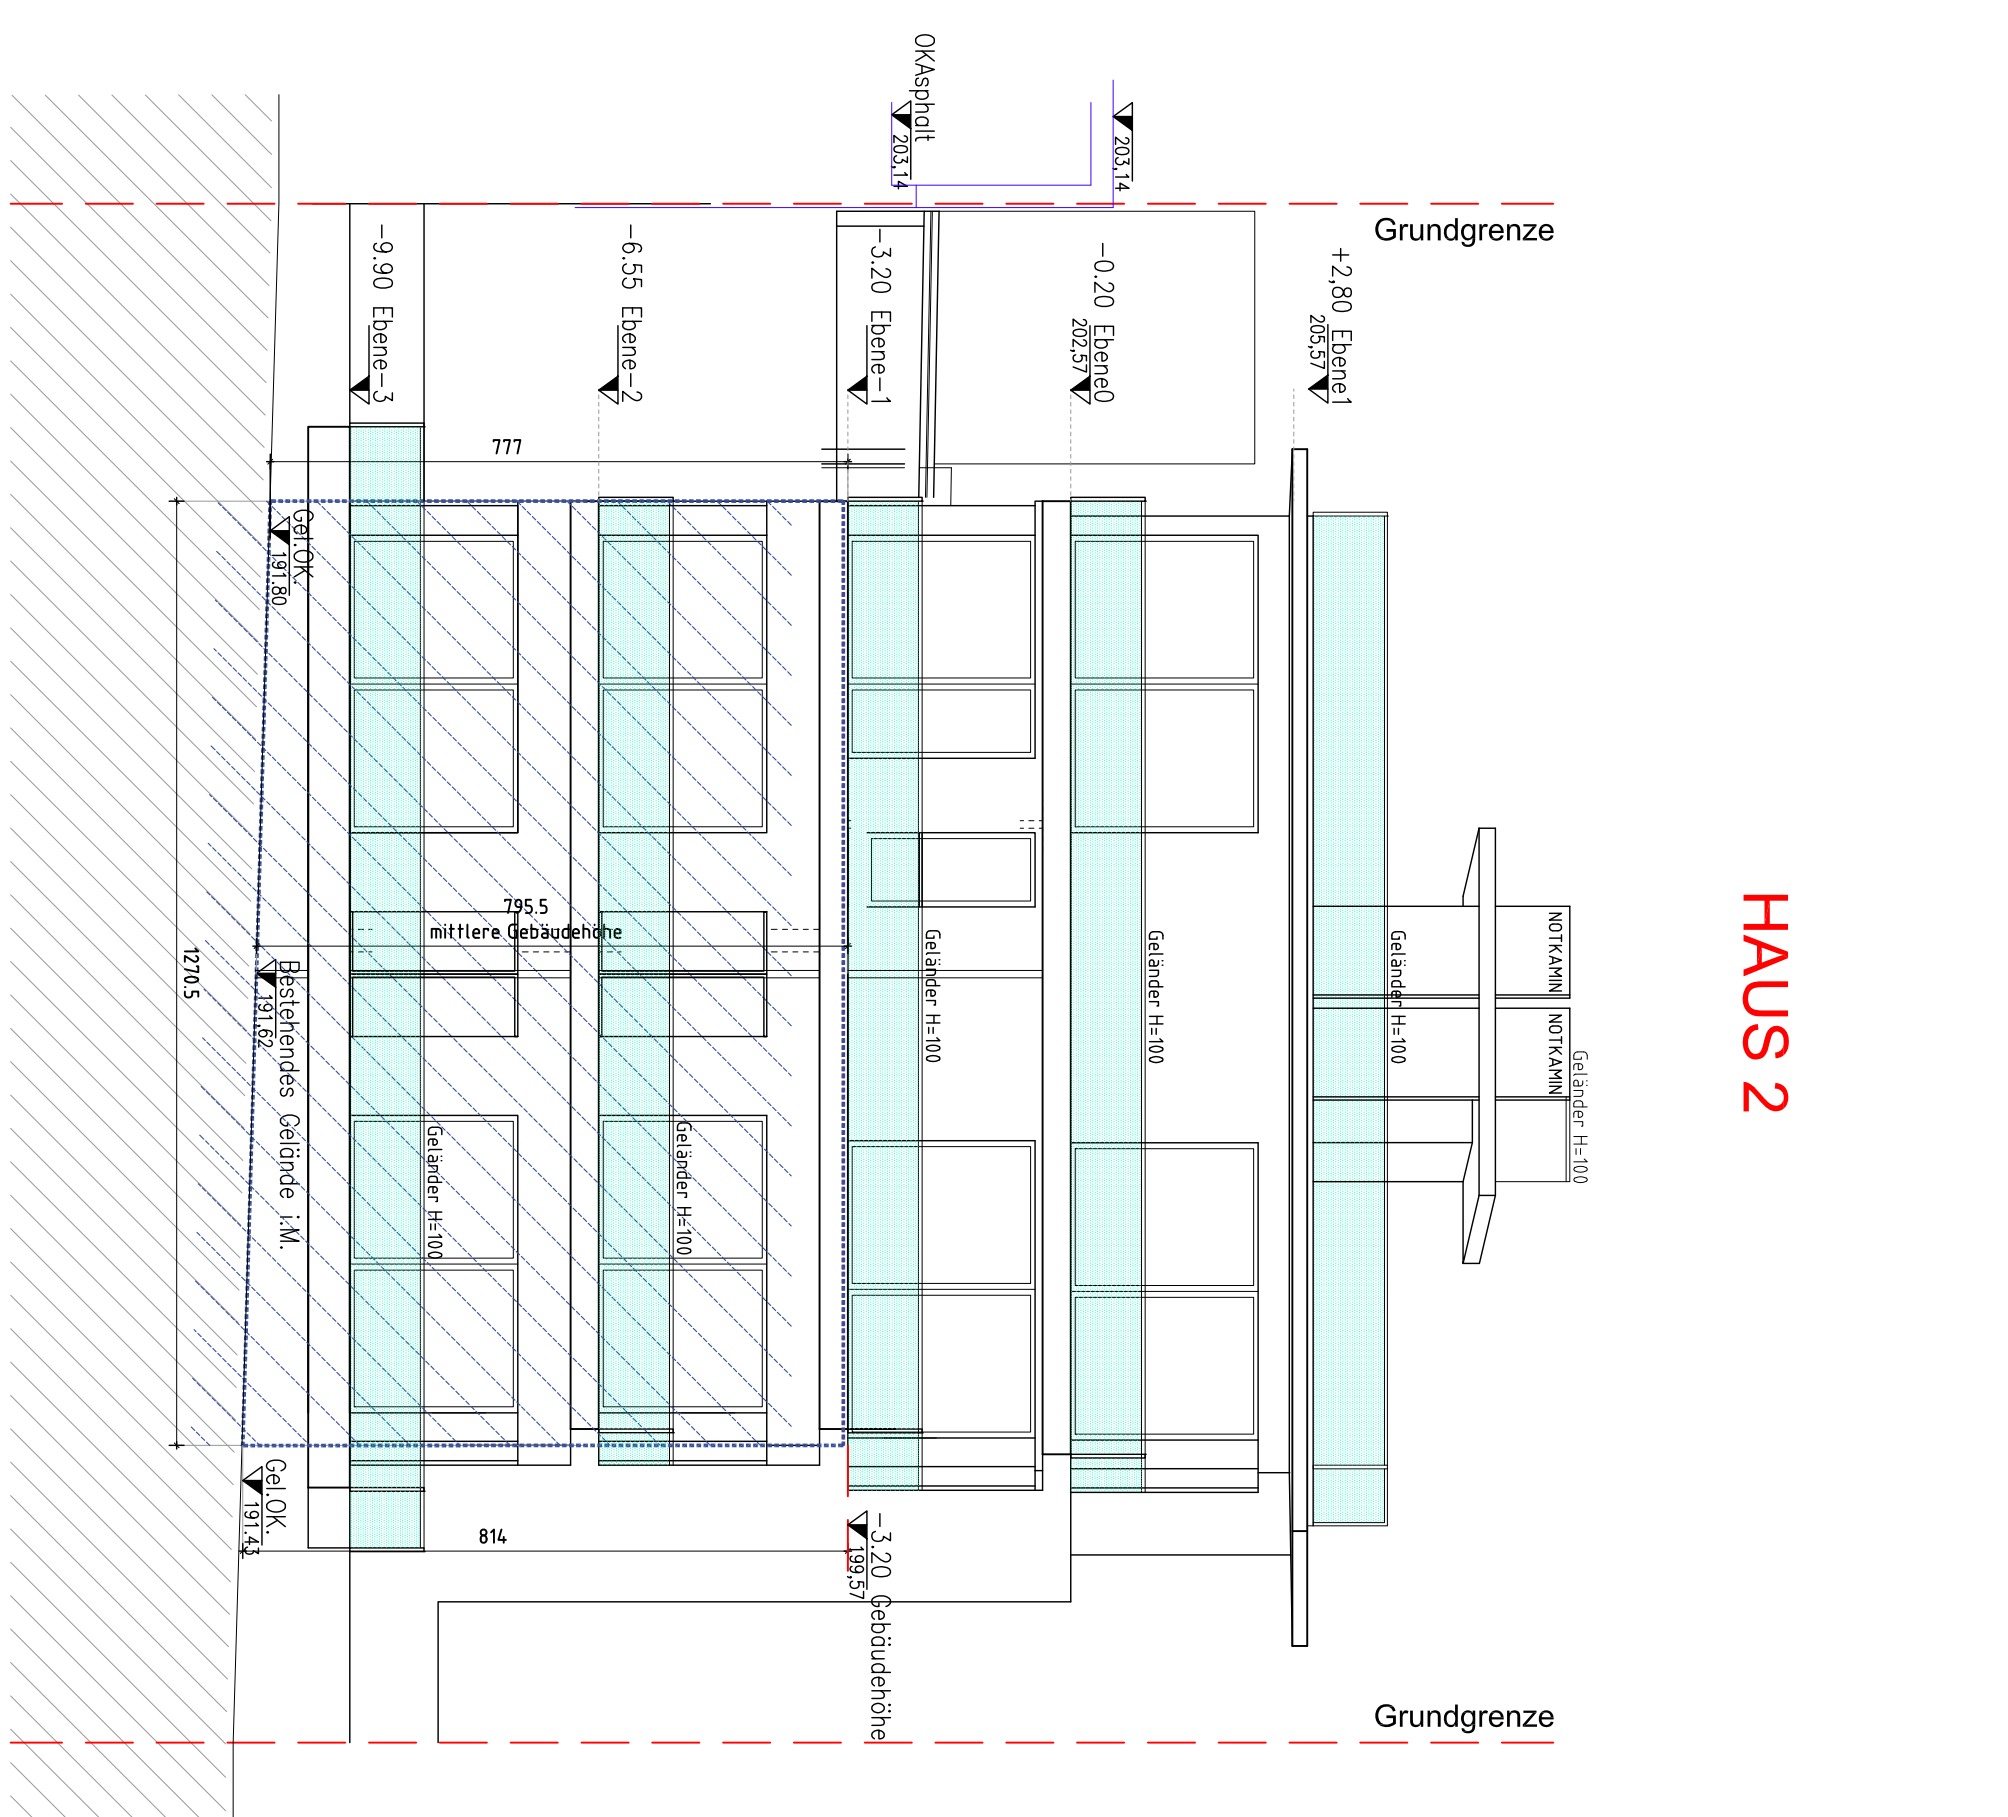 HAUS 2
Grundgrenze
Grundgrenze
OKAsphalt
203,14
203,14
+2,80 Ebene1
205,57
-0.20 Ebene0
202,57
-3.20 Ebene-1
-6.55 Ebene-2
-9.90 Ebene-3
NOTKAMIN
NOTKAMIN
Geländer H=100
Geländer H=100
Geländer H=100
Geländer H=100
Geländer H=100
Geländer H=100
777
795.5
mittlere Gebäudehöhe
814
1270.5
Gel.OK.
191.80
Bestehendes Gelände i.M.
191,62
Gel.OK.
191.43
-3.20 Gebäudehöhe
199,57